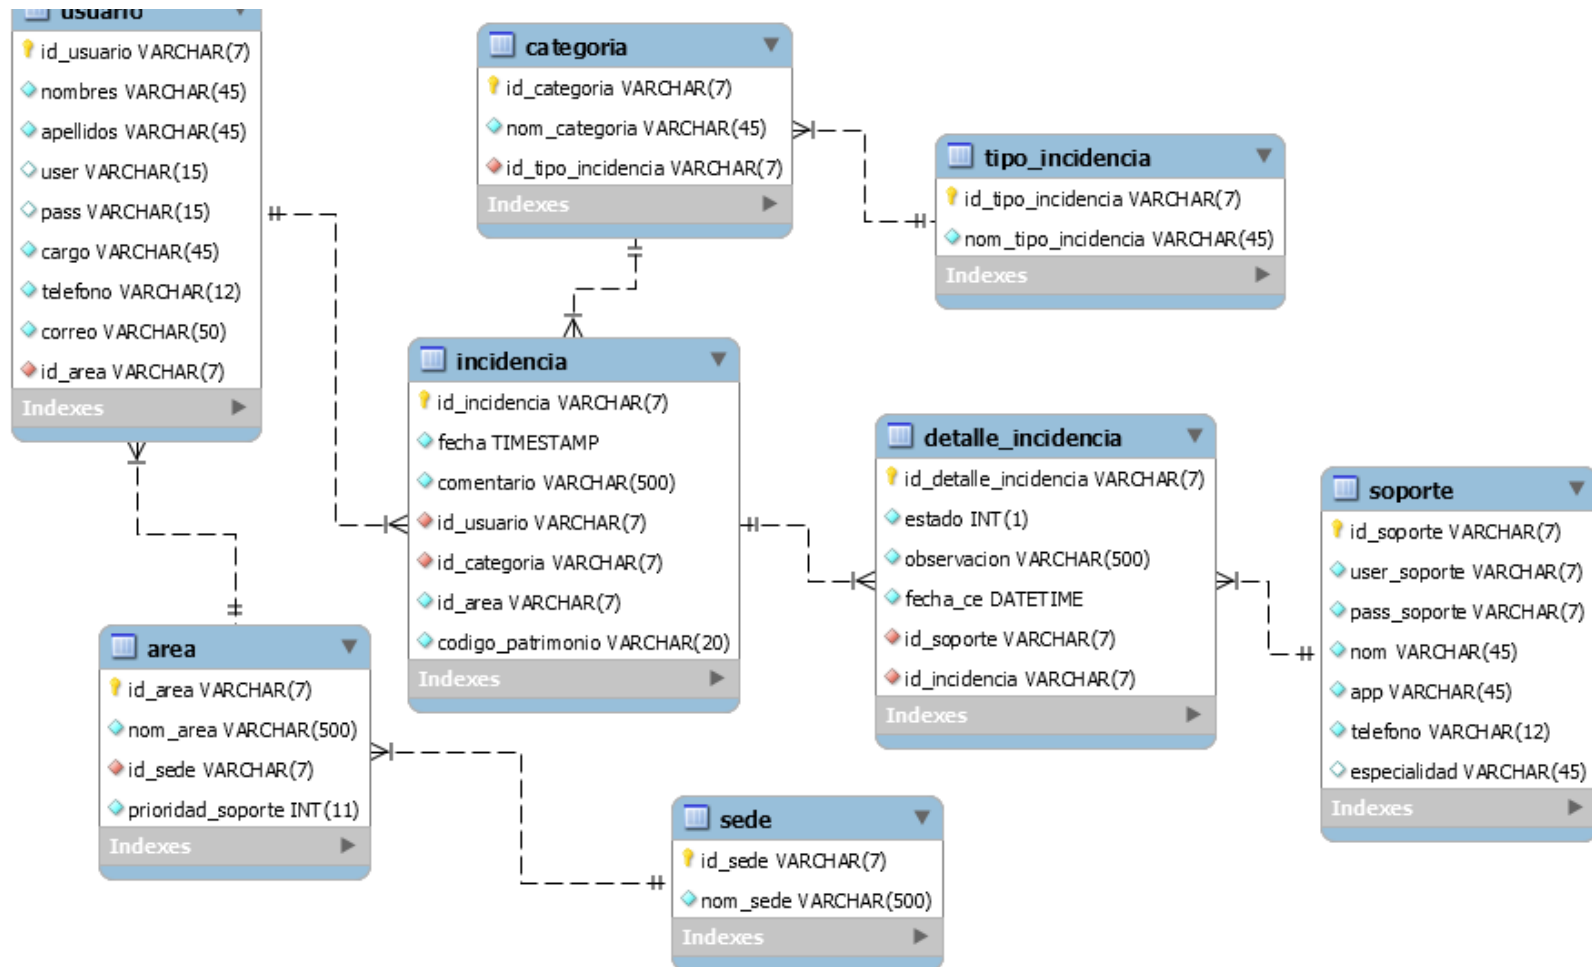 usuario
id_usuario VARCHAR(7)
nombres VARCHAR(45)
apellidos VARCHAR(45)
user VARCHAR(15)
pass VARCHAR(15)
cargo VARCHAR(45)
telefono VARCHAR(12)
correo VARCHAR(50)
id_area VARCHAR(7)
Indexes
categoria
id_categoria VARCHAR(7)
nom_categoria VARCHAR(45)
id_tipo_incidencia VARCHAR(7)
Indexes
tipo_incidencia
id_tipo_incidencia VARCHAR(7)
nom_tipo_incidencia VARCHAR(45)
Indexes
incidencia
id_incidencia VARCHAR(7)
fecha TIMESTAMP
comentario VARCHAR(500)
id_usuario VARCHAR(7)
id_categoria VARCHAR(7)
id_area VARCHAR(7)
codigo_patrimonio VARCHAR(20)
Indexes
detalle_incidencia
id_detalle_incidencia VARCHAR(7)
estado INT(1)
observacion VARCHAR(500)
fecha_ce DATETIME
id_soporte VARCHAR(7)
id_incidencia VARCHAR(7)
Indexes
soporte
id_soporte VARCHAR(7)
user_soporte VARCHAR(7)
pass_soporte VARCHAR(7)
nom VARCHAR(45)
app VARCHAR(45)
telefono VARCHAR(12)
especialidad VARCHAR(45)
Indexes
area
id_area VARCHAR(7)
nom_area VARCHAR(500)
id_sede VARCHAR(7)
prioridad_soporte INT(11)
Indexes
sede
id_sede VARCHAR(7)
nom_sede VARCHAR(500)
Indexes